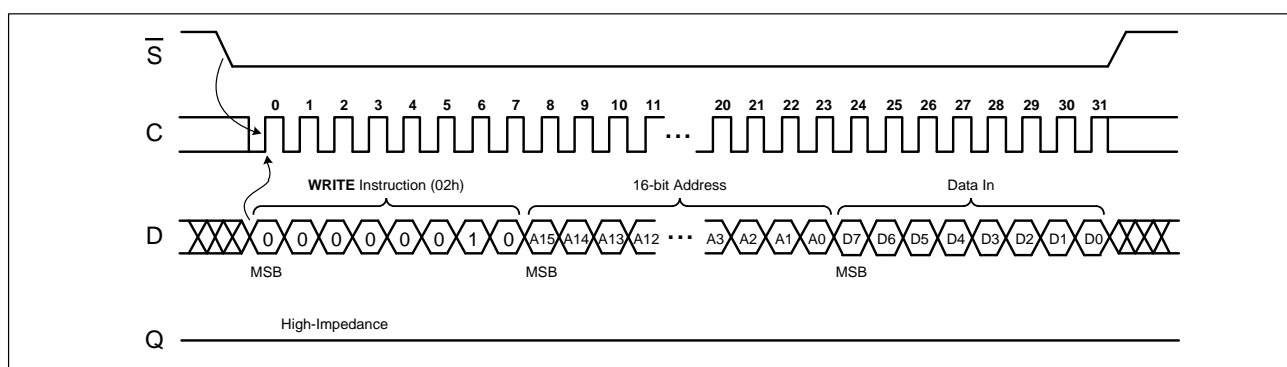 S
0 1 2 3 4 5 6 7 8 9 10 11 20 21 22 23 24 25 26 27 28 29 30 31
C
...
WRITE Instruction (02h) 16-bit Address Data In
D 0 0 0 0 0 0 1 0 A15 A14 A13 A12 ... A3 A2 A1 A0 D7 D6 D5 D4 D3 D2 D1 D0
MSB MSB MSB
High-Impedance
Q